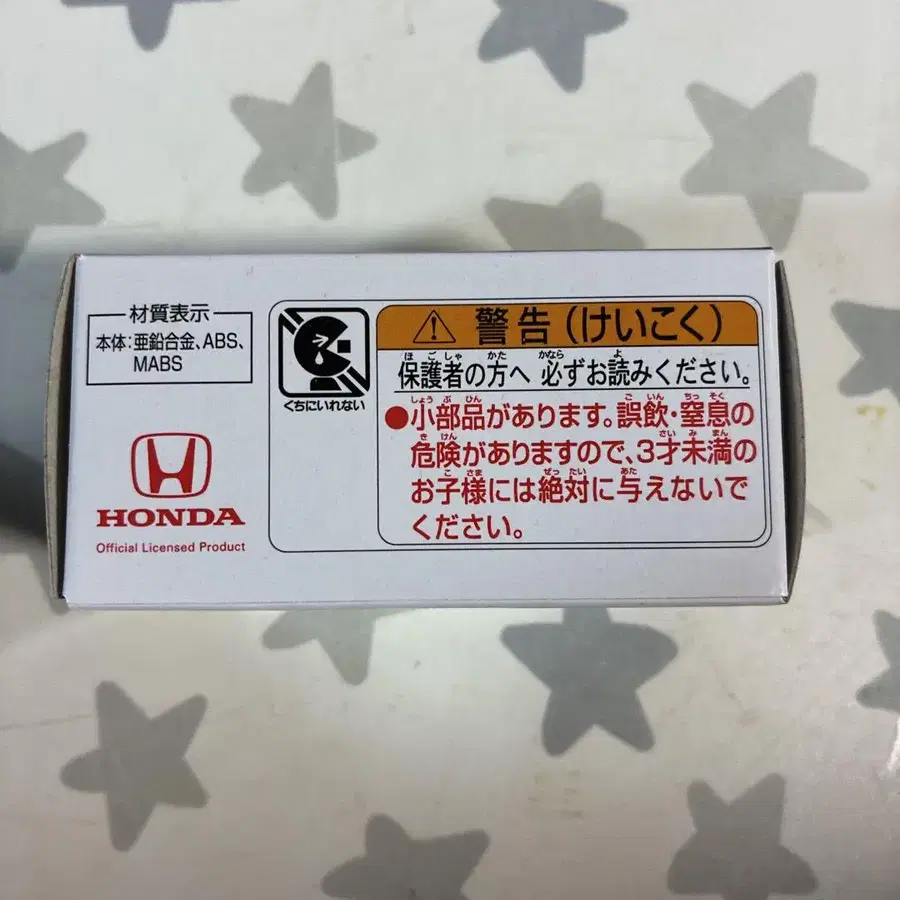 材質表示
本体:亜鉛合金、ABS、
MABS
HONDA
Official Licensed Product
くちにいれない
警告(けいこく)
ほごしゃ かた かなら よ
保護者の方へ 必ずお読みください。
しょうぶひん ごいん ちっそく
●小部品があります。誤飲・窒息の
きけん さいみまん
危険がありますので、3才未満の
こさま ぜったい あた
お子様には絶対に与えないで
ください。